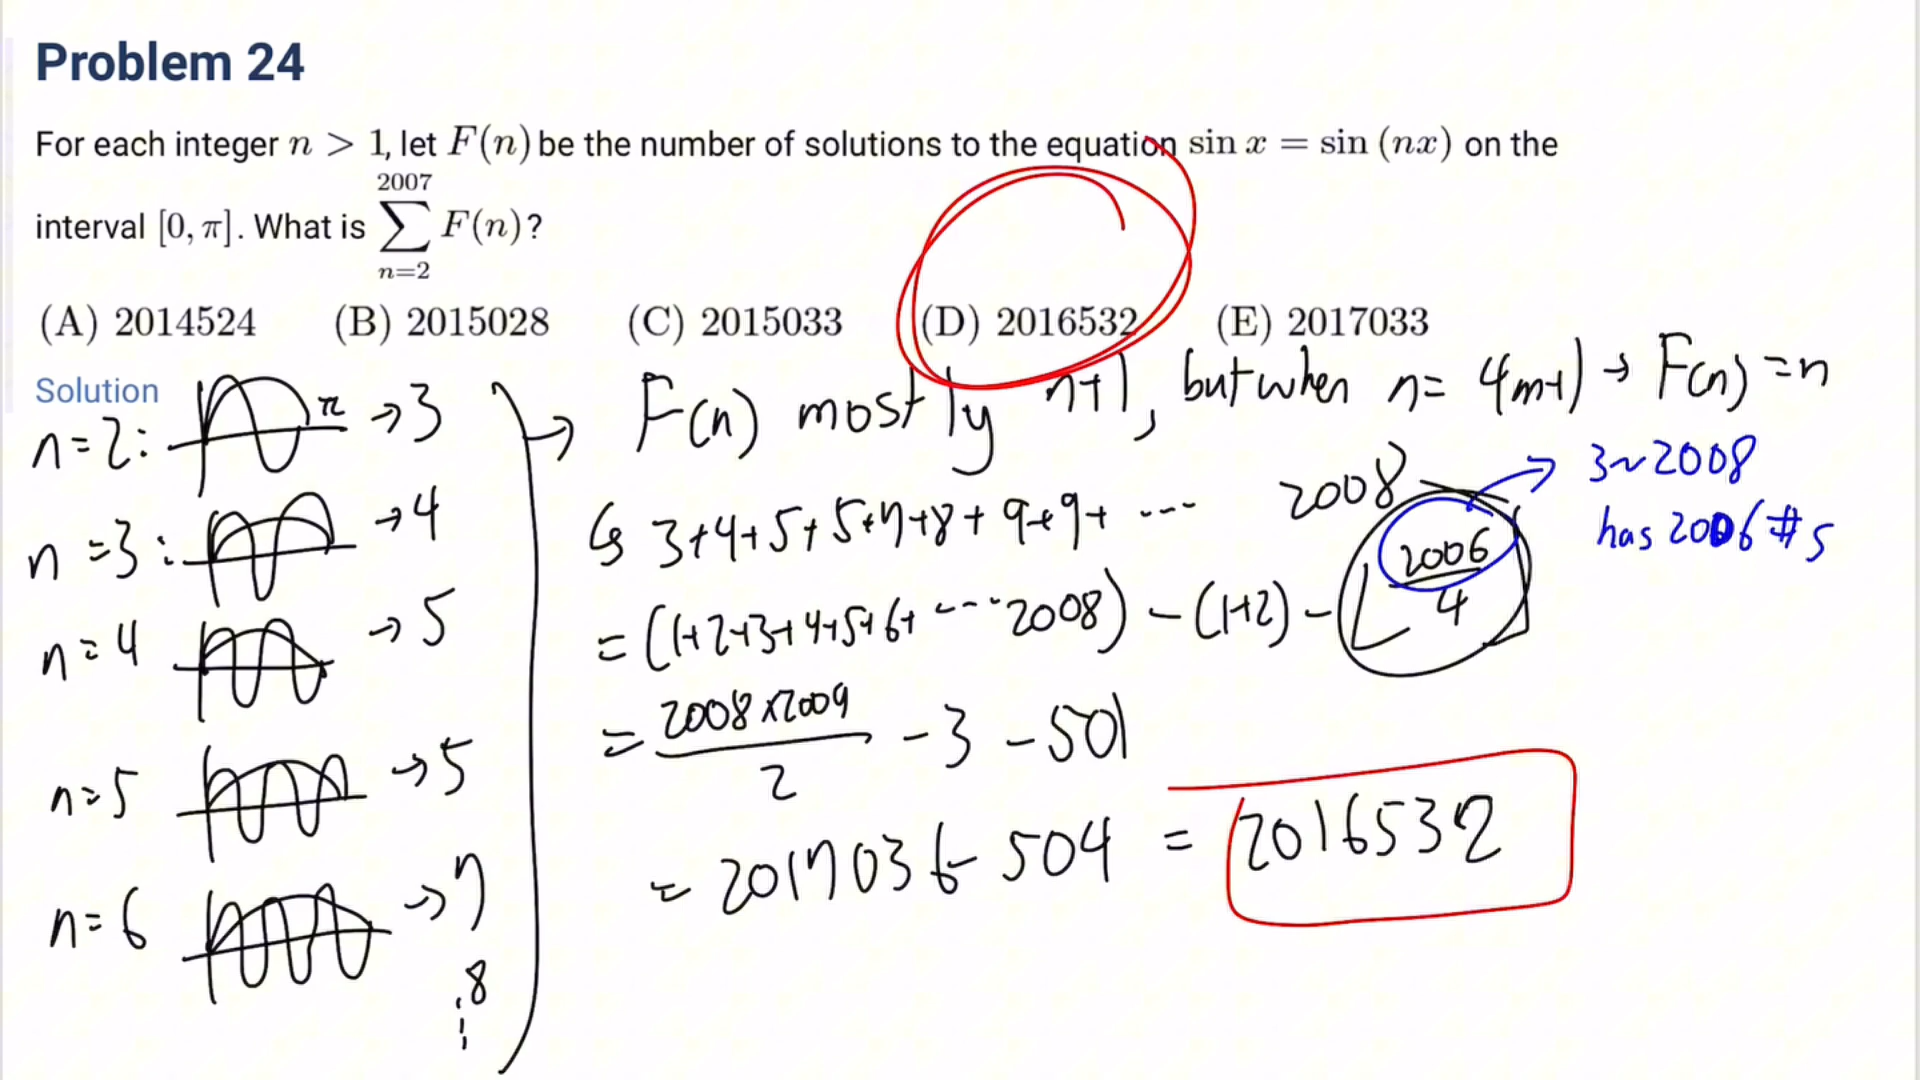 Problem 24
For each integer n > 1, let F(n) be the number of solutions to the equation sin x = sin (nx) on the
interval [0, π]. What is \sum_{n=2}^{2007} F(n)?
(A) 2014524 (B) 2015028 (C) 2015033 (D) 2016532 (E) 2017033
Solution
n=2: π → 3
n=3: → 4
n=4 → 5
n=5 → 5
n=6 → 7
8
⋮
→ F(n) mostly n+1, but when n= 4m+1 → F(n)=n
↳ 3+4+5+5+7+8+9+9+ ... 2008
= (1+2+3+4+5+6+ ... 2008) - (1+2) - ⌊2006/4⌋
→ 3~2008
has 2006 #s
= 2008×2009/2 - 3 - 501
= 2017036 - 504 = 2016532